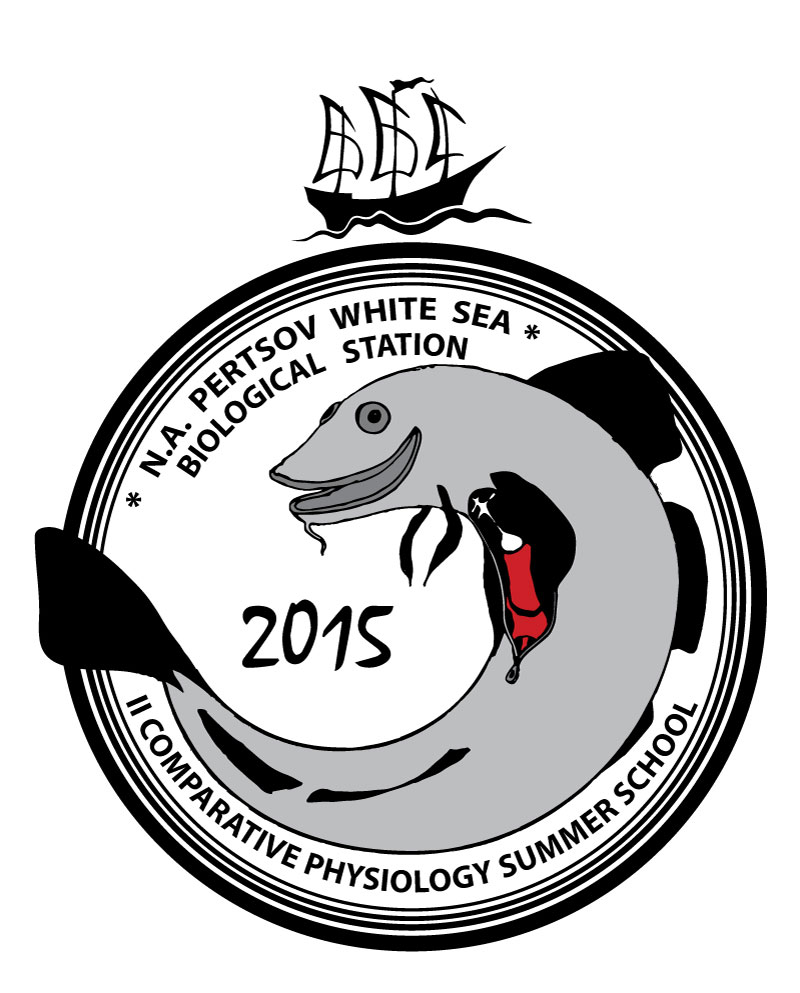 * N.A. PERTSOV WHITE SEA *
BIOLOGICAL STATION
2015
II COMPARATIVE PHYSIOLOGY SUMMER SCHOOL